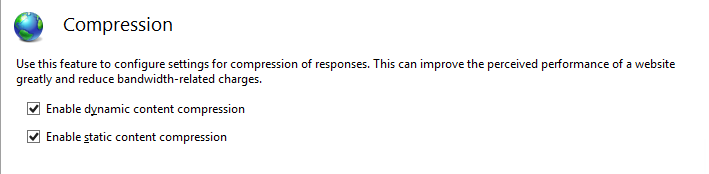 Compression
Use this feature to configure settings for compression of responses. This can improve the perceived performance of a website
greatly and reduce bandwidth-related charges.
Enable dynamic content compression
Enable static content compression